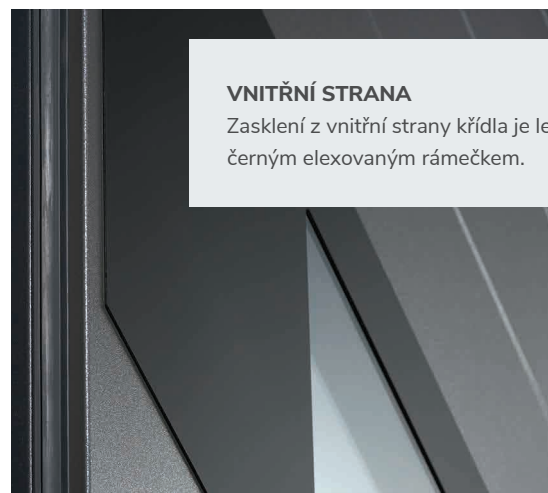 VNITŘNÍ STRANA
Zasklení z vnitřní strany křídla je
černým elexovaným rámečkem.